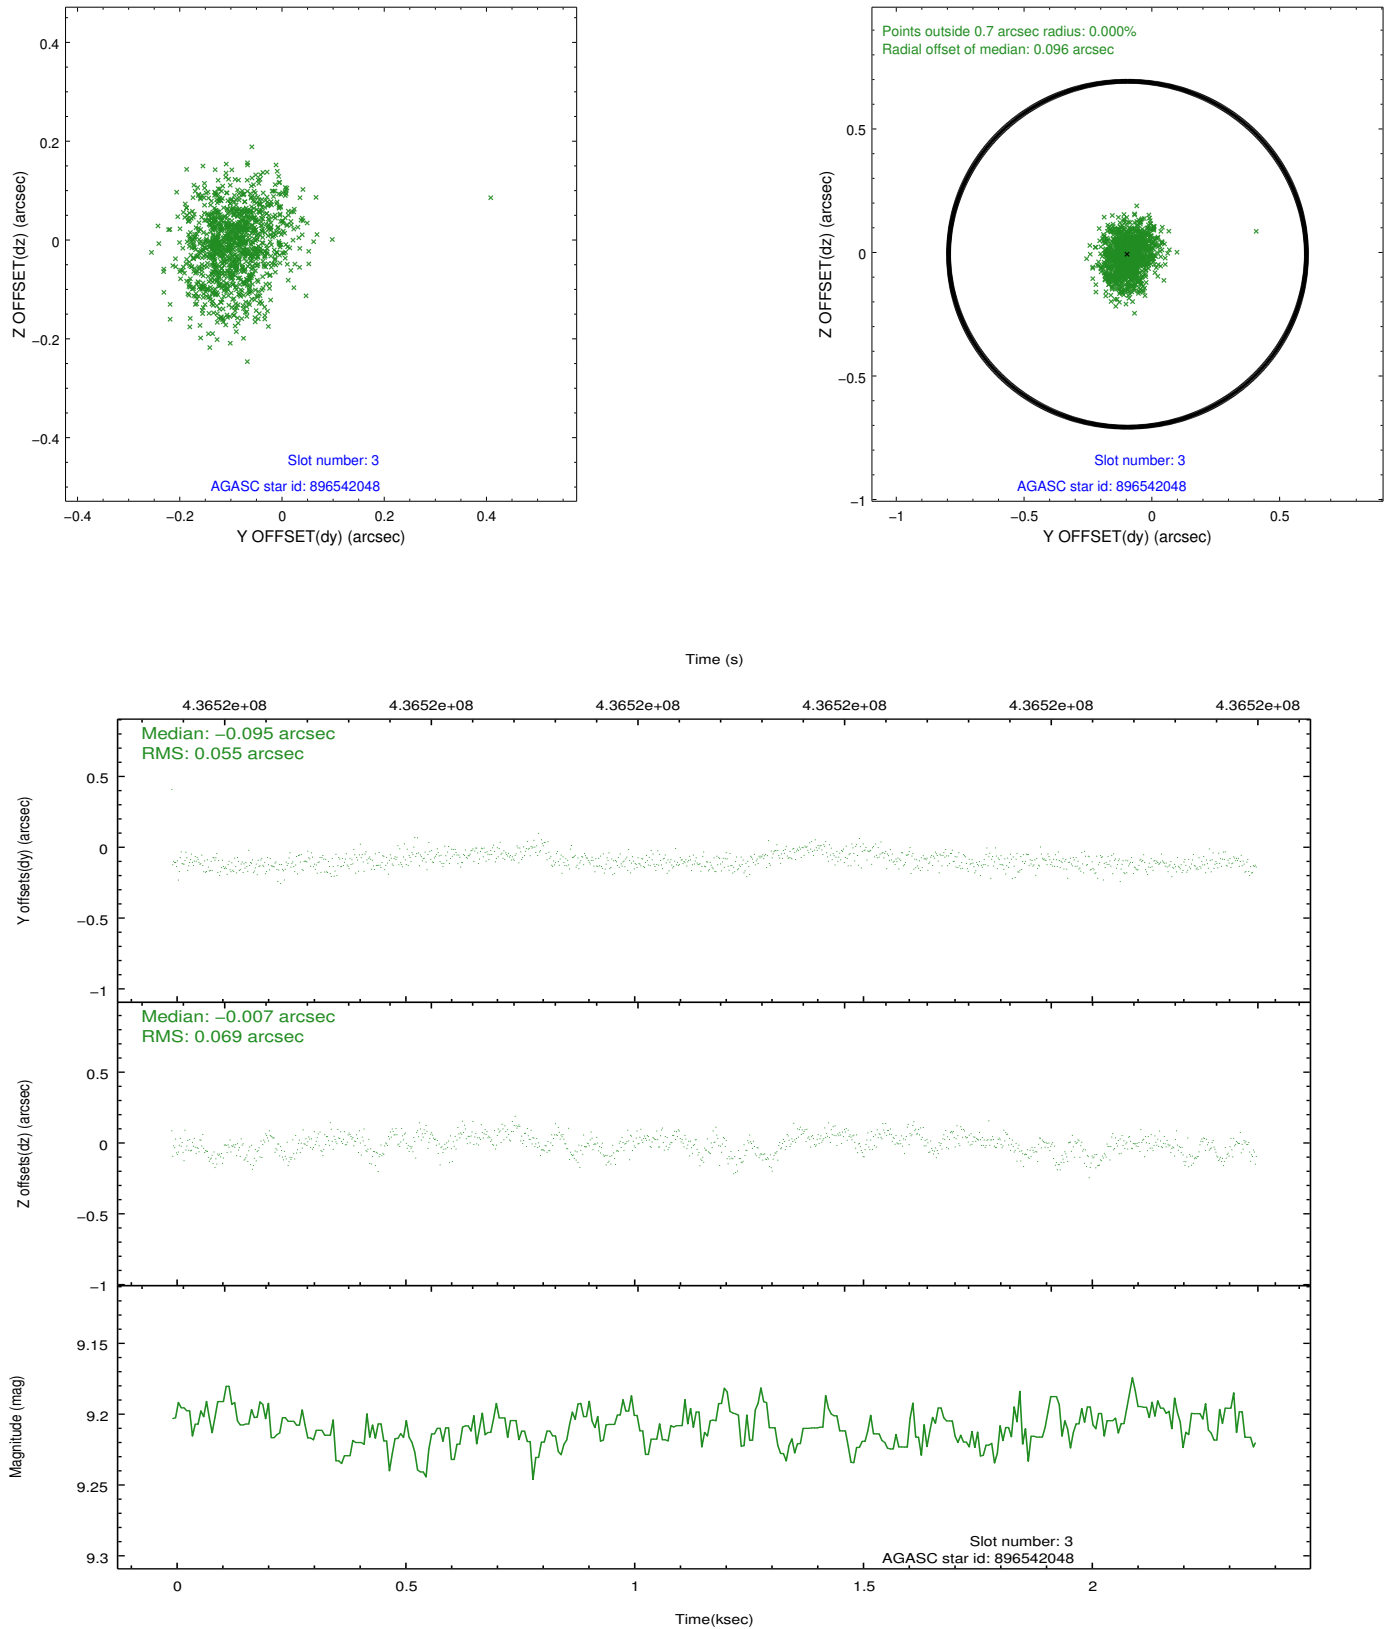 0.4
0.2
0
−0.2
−0.4
Z OFFSET(dz) (arcsec)
Slot number: 3
AGASC star id: 896542048
−0.4 −0.2 0 0.2 0.4
Y OFFSET(dy) (arcsec)
Points outside 0.7 arcsec radius: 0.000%
Radial offset of median: 0.096 arcsec
0.5
0
−0.5
−1
Z OFFSET(dz) (arcsec)
Slot number: 3
AGASC star id: 896542048
−1 −0.5 0 0.5
Y OFFSET(dy) (arcsec)
Time (s)
4.3652e+08 4.3652e+08 4.3652e+08 4.3652e+08 4.3652e+08 4.3652e+08
Median: −0.095 arcsec
RMS: 0.055 arcsec
0.5
0
−0.5
−1
Y offsets(dy) (arcsec)
Median: −0.007 arcsec
RMS: 0.069 arcsec
0.5
0
−0.5
−1
Z offsets(dz) (arcsec)
9.15
9.2
9.25
9.3
Magnitude (mag)
Slot number: 3
AGASC star id: 896542048
0 0.5 1 1.5 2
Time(ksec)